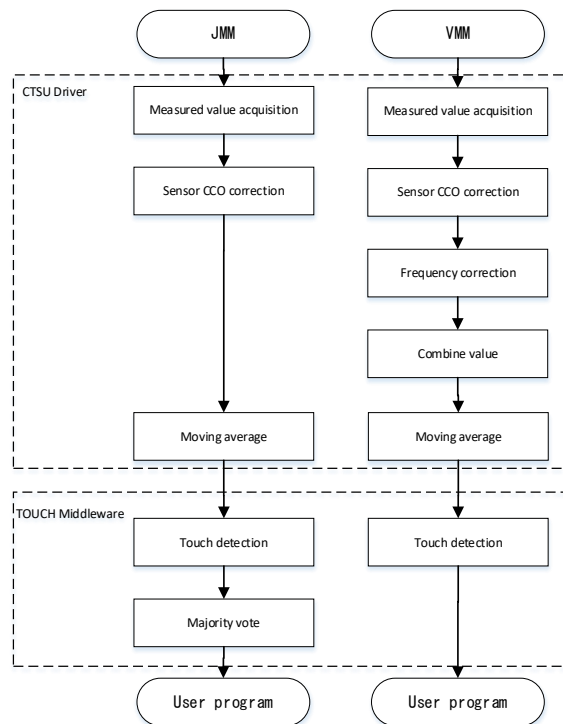 JMM
VMM
CTSU Driver
Measured value acquisition
Measured value acquisition
Sensor CCO correction
Sensor CCO correction
Frequency correction
Combine value
Moving average
Moving average
TOUCH Middleware
Touch detection
Touch detection
Majority vote
User program
User program